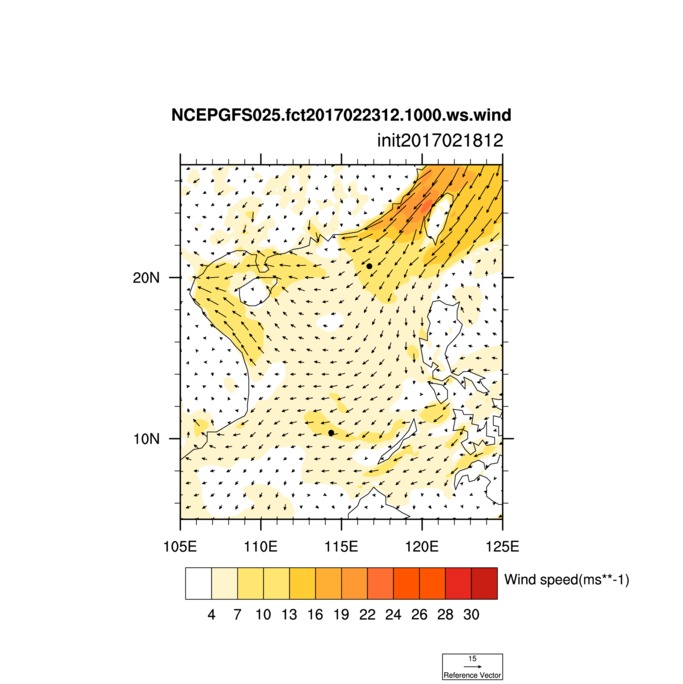 NCEPGFS025.fct2017022312.1000.ws.wind
init2017021812
20N
10N
105E 110E 115E 120E 125E
Wind speed(ms**-1)
4 7 10 13 16 19 22 24 26 28 30
15
Reference Vector